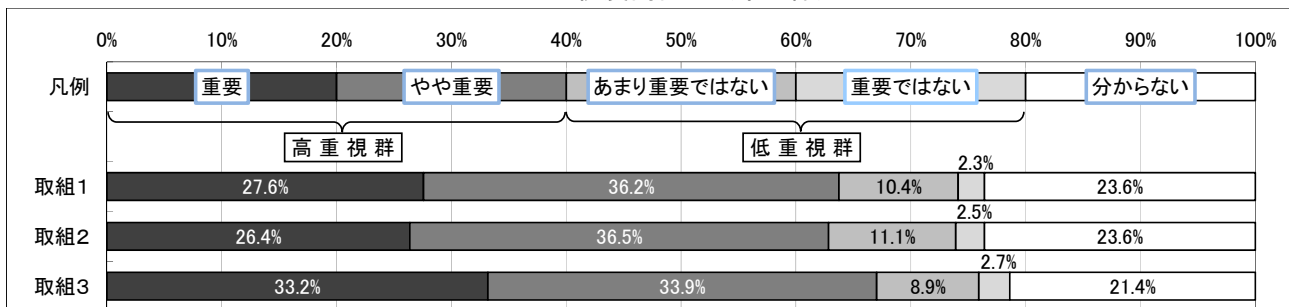 0% 10% 20% 30% 40% 50% 60% 70% 80% 90% 100%
凡例 重要 やや重要 あまり重要ではない 重要ではない 分からない
高重視群 低重視群
2.3%
取組1 27.6% 36.2% 10.4% 23.6%
2.5%
取組2 26.4% 36.5% 11.1% 23.6%
2.7%
取組3 33.2% 33.9% 8.9% 21.4%